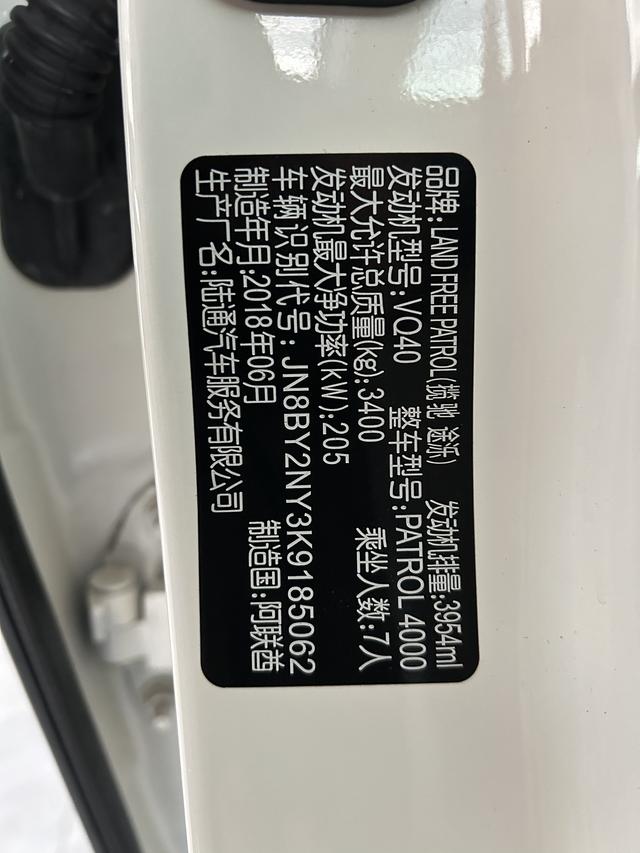 品牌:LAND FREE PATROL(揽驰 途泺) 发动机排量:3954ml
发动机型号:VQ40 整车型号:PATROL 4000
最大允许总质量(kg):3400 乘坐人数:7人
发动机最大净功率(kW):205
车辆识别代号:JN8BY2NY3K9185062
制造年月:2018年06月 制造国:阿联酋
生产厂名:陆通汽车服务有限公司